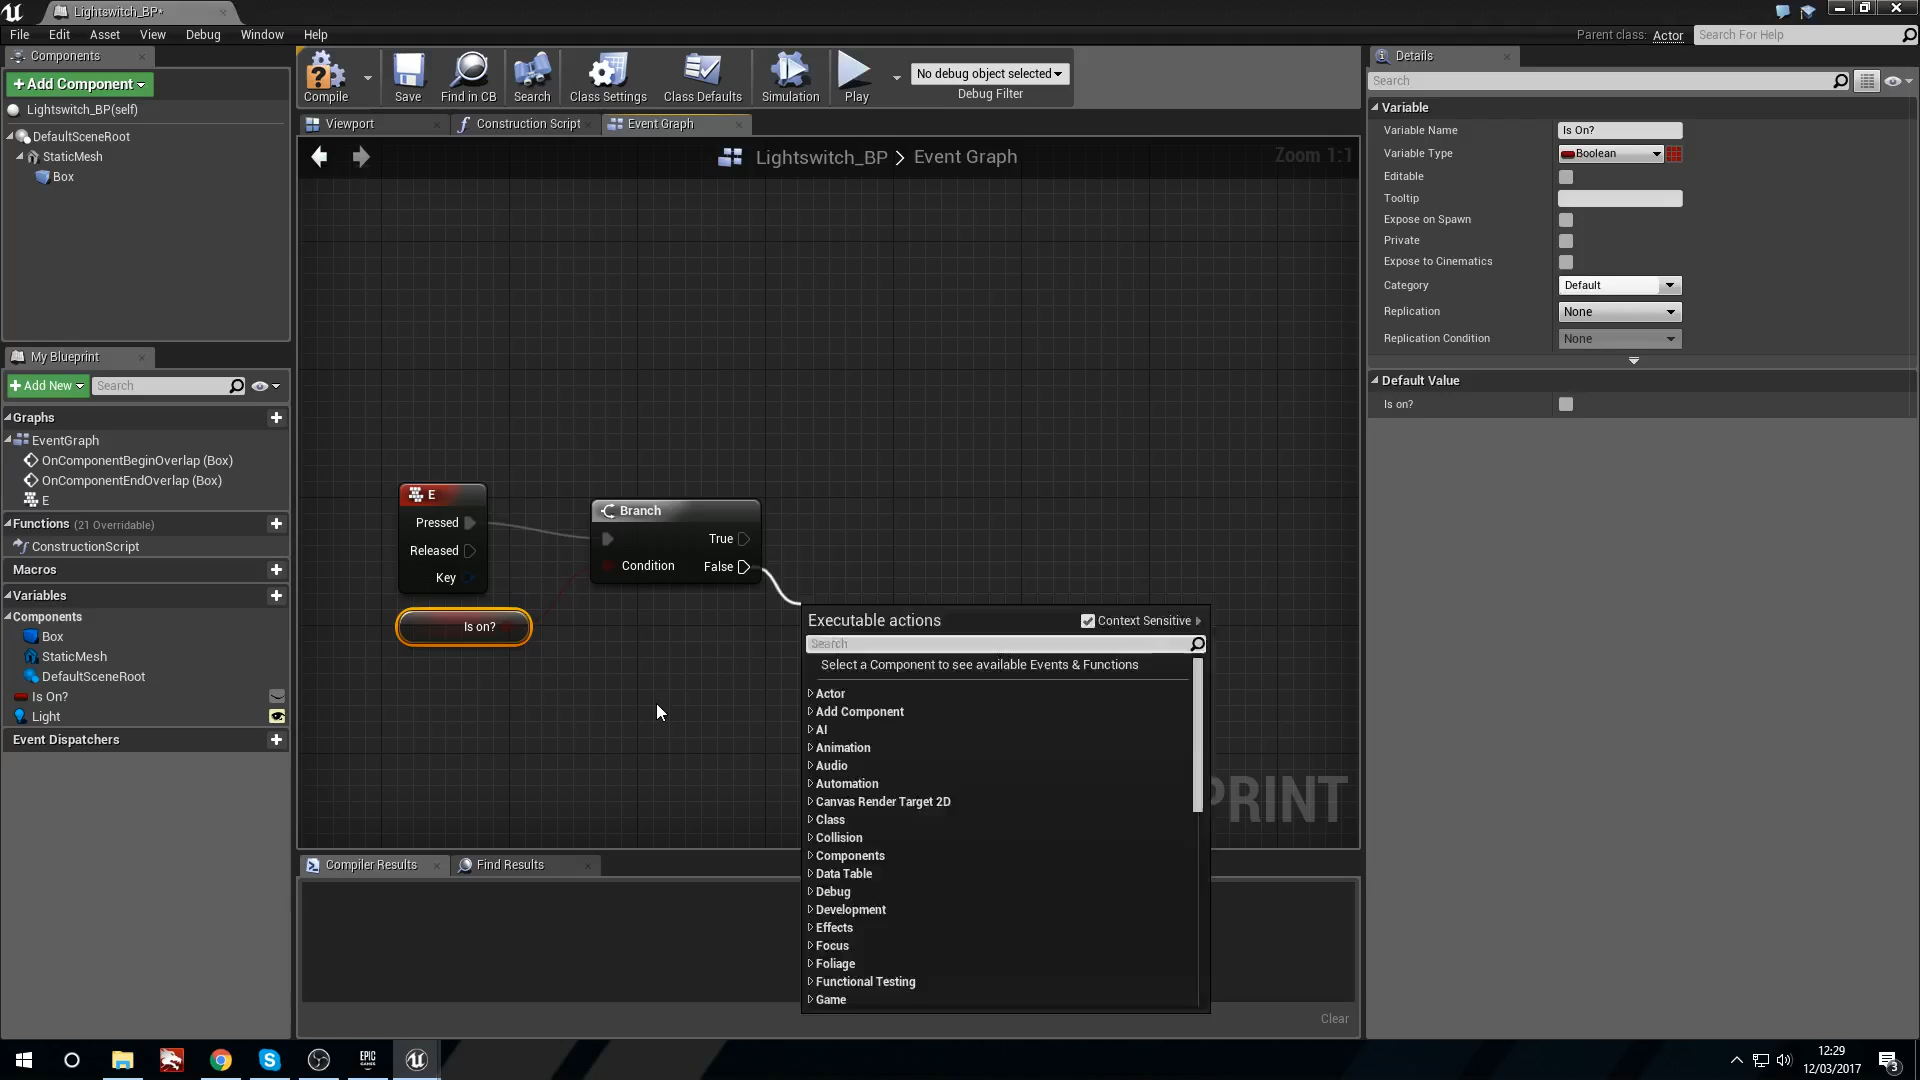 Lightswitch_BP*
File Edit Asset View Debug Window Help
Parent class: Actor
Search For Help
Components
+Add Component
Lightswitch_BP(self)
DefaultSceneRoot
StaticMesh
Box
My Blueprint
+Add New
Search
Graphs
EventGraph
OnComponentBeginOverlap (Box)
OnComponentEndOverlap (Box)
E
Functions (21 Overridable)
ConstructionScript
Macros
Variables
Components
Box
StaticMesh
DefaultSceneRoot
Is On?
Light
Event Dispatchers
Compile
Save
Find in CB
Search
Class Settings
Class Defaults
Simulation
Play
No debug object selected
Debug Filter
Viewport
Construction Script
Event Graph
Lightswitch_BP > Event Graph
Zoom 1:1
E
Pressed
Released
Key
Is on?
Branch
True
Condition
False
Executable actions
Context Sensitive
Search
Select a Component to see available Events & Functions
Actor
Add Component
AI
Animation
Audio
Automation
Canvas Render Target 2D
Class
Collision
Components
Data Table
Debug
Development
Effects
Focus
Foliage
Functional Testing
Game
PRINT
Compiler Results
Find Results
Clear
Details
Search
Variable
Variable Name
Is On?
Variable Type
Boolean
Editable
Tooltip
Expose on Spawn
Private
Expose to Cinematics
Category
Default
Replication
None
Replication Condition
None
Default Value
Is on?
EPIC
GAMES
12:29
12/03/2017
3